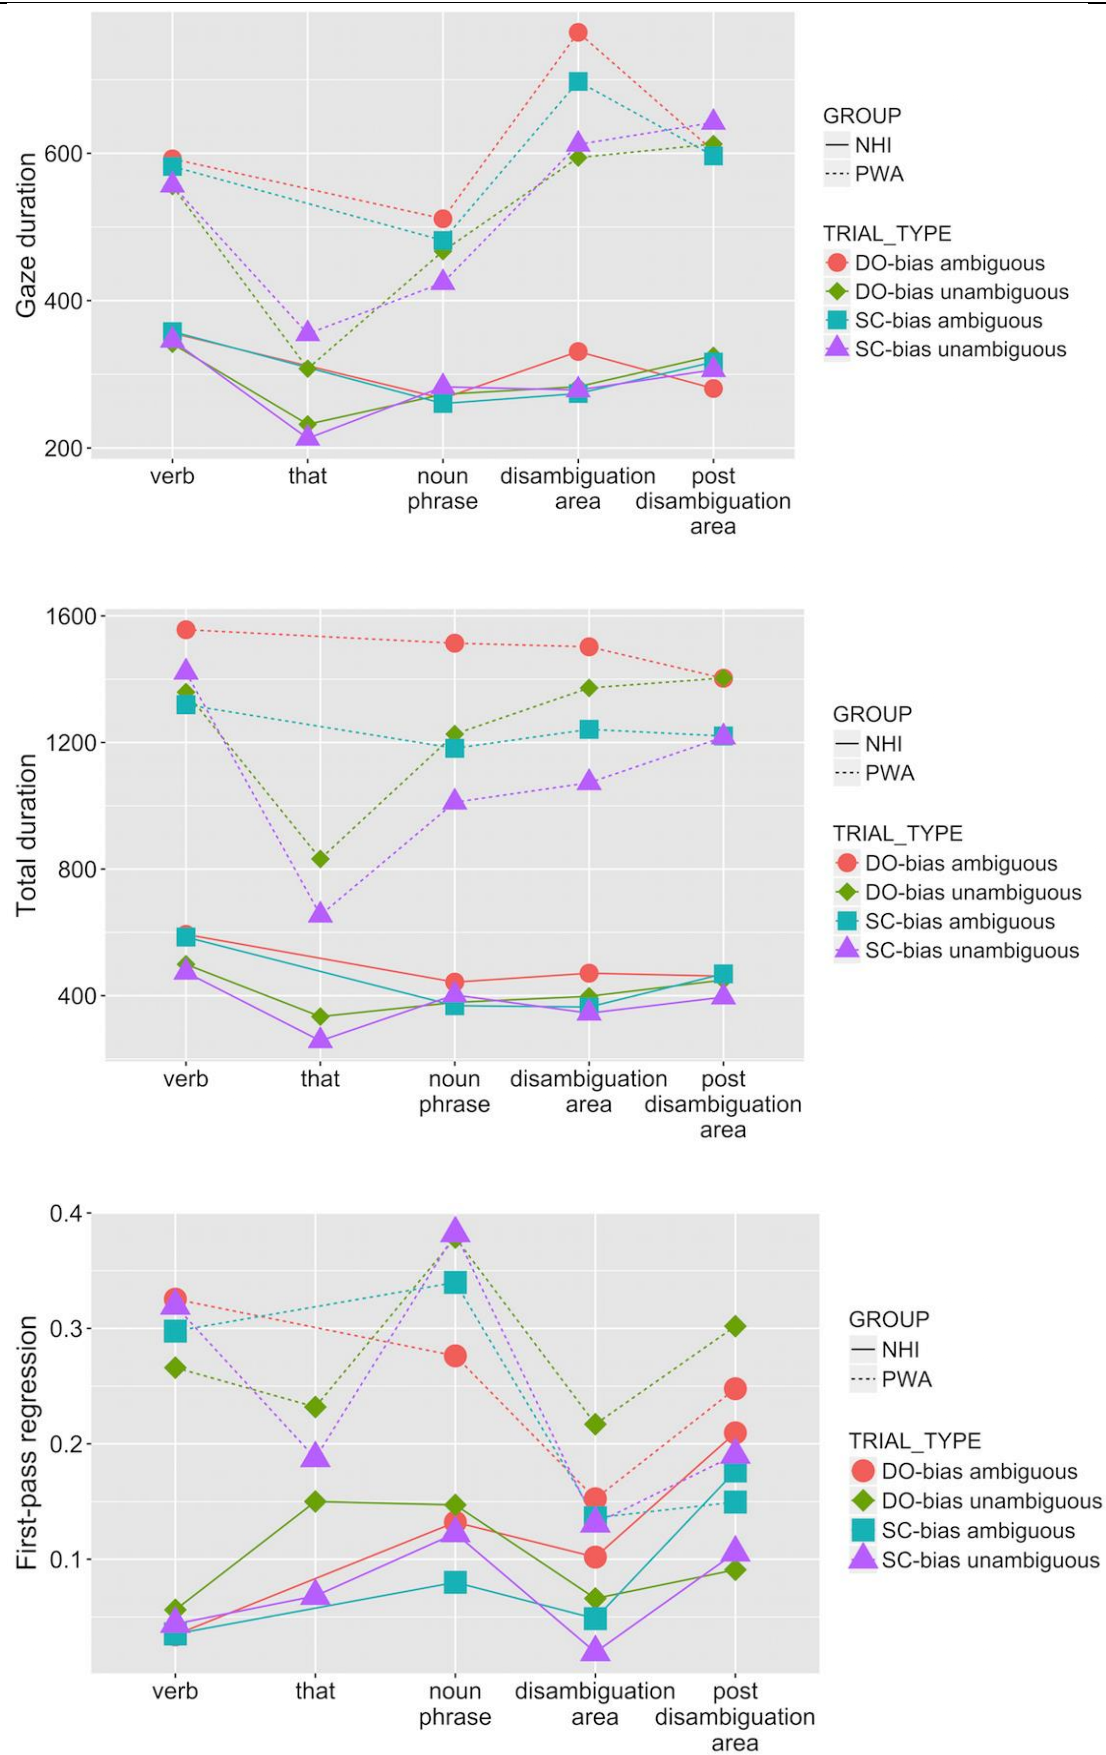 Gaze duration
600
400
200
verb
that
noun
phrase
disambiguation
area
post
disambiguation
area
GROUP
NHI
PWA
TRIAL_TYPE
DO-bias ambiguous
DO-bias unambiguous
SC-bias ambiguous
SC-bias unambiguous
Total duration
1600
1200
800
400
verb
that
noun
phrase
disambiguation
area
post
disambiguation
area
GROUP
NHI
PWA
TRIAL_TYPE
DO-bias ambiguous
DO-bias unambiguous
SC-bias ambiguous
SC-bias unambiguous
First-pass regression
0.4
0.3
0.2
0.1
verb
that
noun
phrase
disambiguation
area
post
disambiguation
area
GROUP
NHI
PWA
TRIAL_TYPE
DO-bias ambiguous
DO-bias unambiguous
SC-bias ambiguous
SC-bias unambiguous